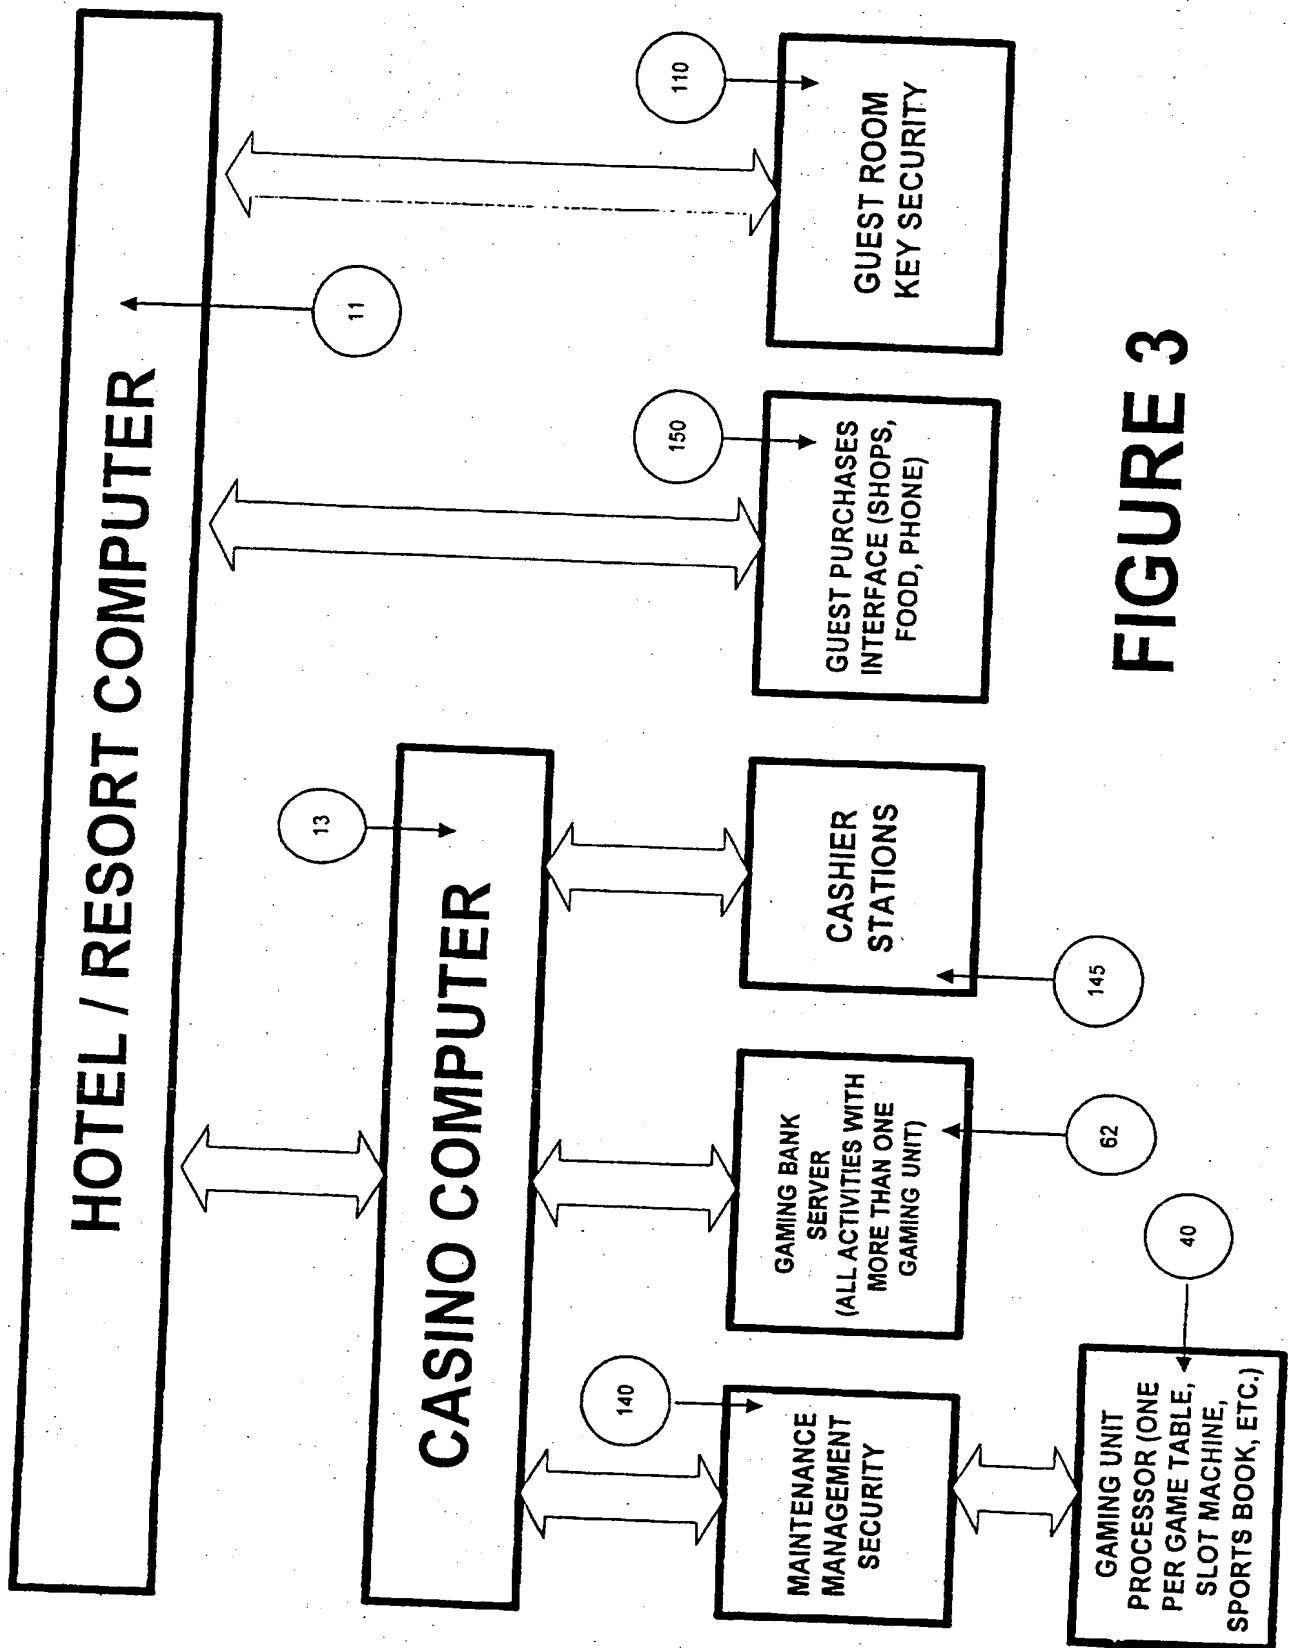 HOTEL / RESORT COMPUTER
11
13
CASINO COMPUTER
140
MAINTENANCE
MANAGEMENT
SECURITY
GAMING BANK
SERVER
(ALL ACTIVITIES WITH
MORE THAN ONE
GAMING UNIT)
62
CASHIER
STATIONS
145
150
GUEST PURCHASES
INTERFACE (SHOPS,
FOOD, PHONE)
110
GUEST ROOM
KEY SECURITY
40
GAMING UNIT
PROCESSOR (ONE
PER GAME TABLE,
SLOT MACHINE,
SPORTS BOOK, ETC.)
FIGURE 3